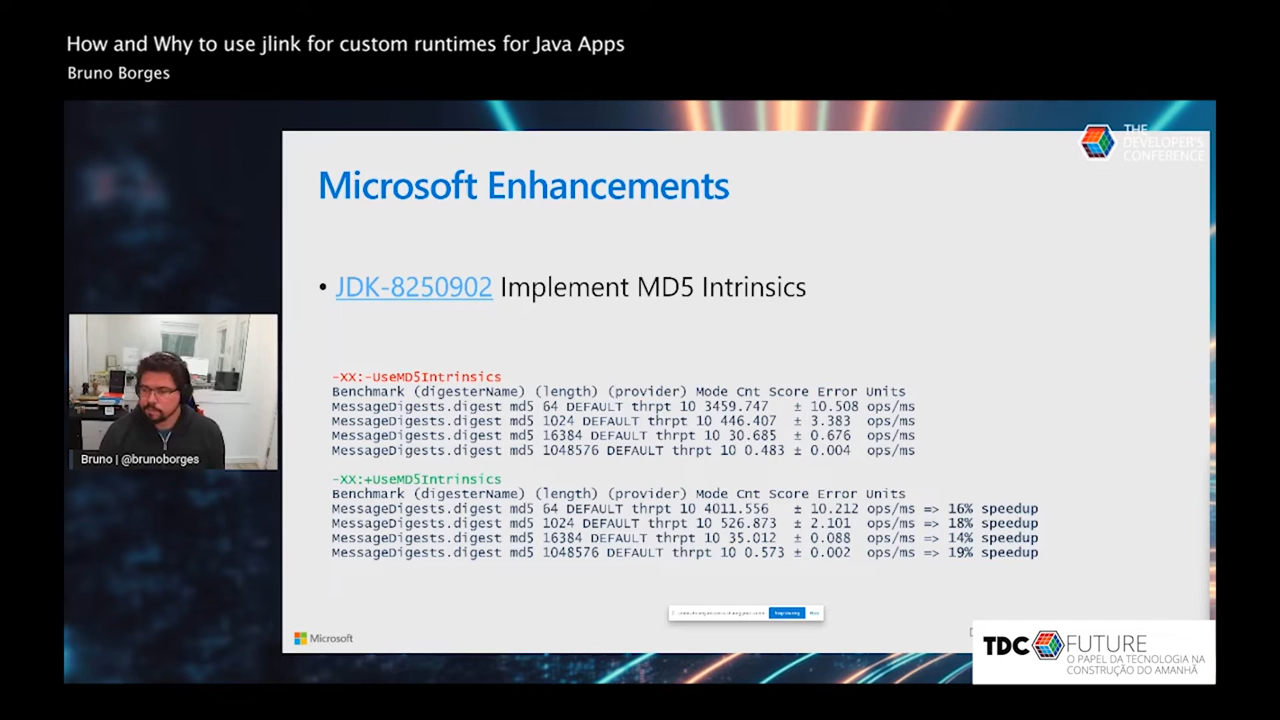 How and Why to use jlink for custom runtimes for Java Apps
Bruno Borges
THE
DEVELOPER'S
CONFERENCE
Microsoft Enhancements
• JDK-8250902 Implement MD5 Intrinsics
-XX:-UseMD5Intrinsics
Benchmark (digesterName) (length) (provider) Mode Cnt Score Error Units
MessageDigests.digest md5 64 DEFAULT thrpt 10 3459.747 ± 10.508 ops/ms
MessageDigests.digest md5 1024 DEFAULT thrpt 10 446.407 ± 3.383 ops/ms
MessageDigests.digest md5 16384 DEFAULT thrpt 10 30.685 ± 0.676 ops/ms
MessageDigests.digest md5 1048576 DEFAULT thrpt 10 0.483 ± 0.004 ops/ms
Bruno | @brunoborges
-XX:+UseMD5Intrinsics
Benchmark (digesterName) (length) (provider) Mode Cnt Score Error Units
MessageDigests.digest md5 64 DEFAULT thrpt 10 4011.556 ± 10.212 ops/ms => 16% speedup
MessageDigests.digest md5 1024 DEFAULT thrpt 10 526.873 ± 2.101 ops/ms => 18% speedup
MessageDigests.digest md5 16384 DEFAULT thrpt 10 35.012 ± 0.088 ops/ms => 14% speedup
MessageDigests.digest md5 1048576 DEFAULT thrpt 10 0.573 ± 0.002 ops/ms => 19% speedup
Stop sharing
Hide
Microsoft
TDC FUTURE
O PAPEL DA TECNOLOGIA NA
CONSTRUÇÃO DO AMANHÃ